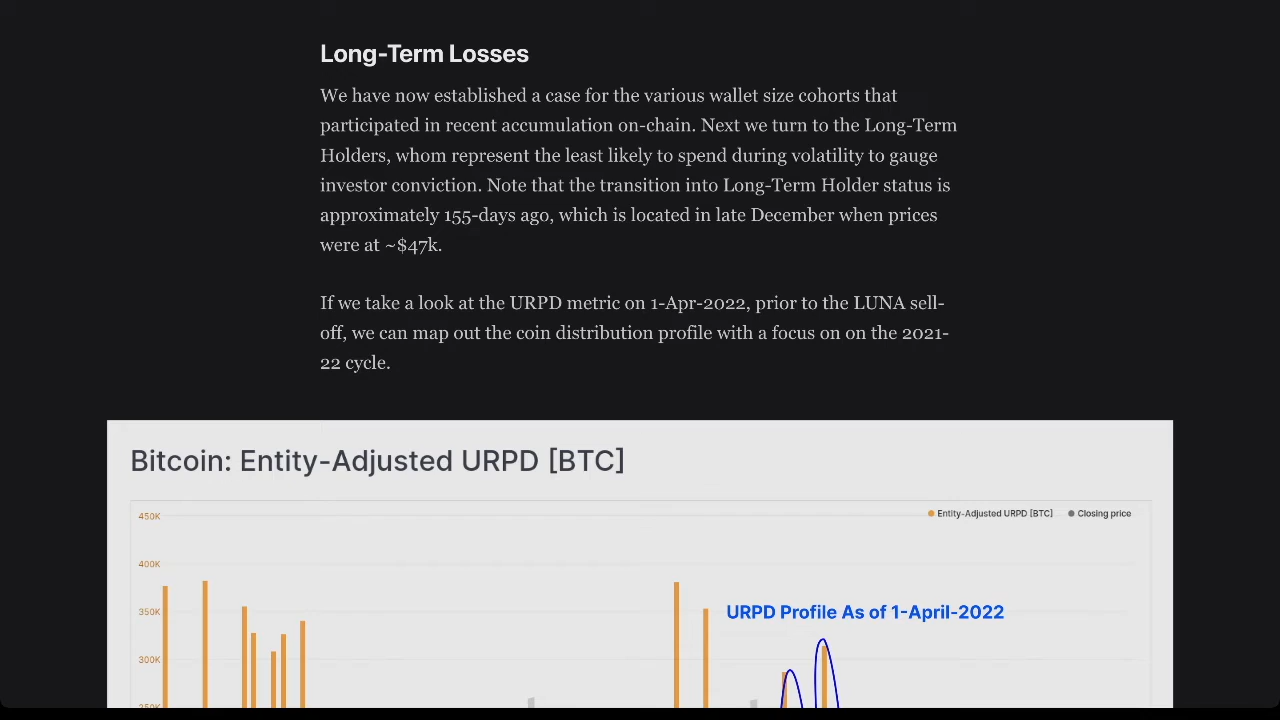 Long-Term Losses
We have now established a case for the various wallet size cohorts that
participated in recent accumulation on-chain. Next we turn to the Long-Term
Holders, whom represent the least likely to spend during volatility to gauge
investor conviction. Note that the transition into Long-Term Holder status is
approximately 155-days ago, which is located in late December when prices
were at ~$47k.
If we take a look at the URPD metric on 1-Apr-2022, prior to the LUNA sell-
off, we can map out the coin distribution profile with a focus on on the 2021-
22 cycle.
Bitcoin: Entity-Adjusted URPD [BTC]
450K
Entity-Adjusted URPD [BTC]
Closing price
400K
350K
URPD Profile As of 1-April-2022
300K
250K